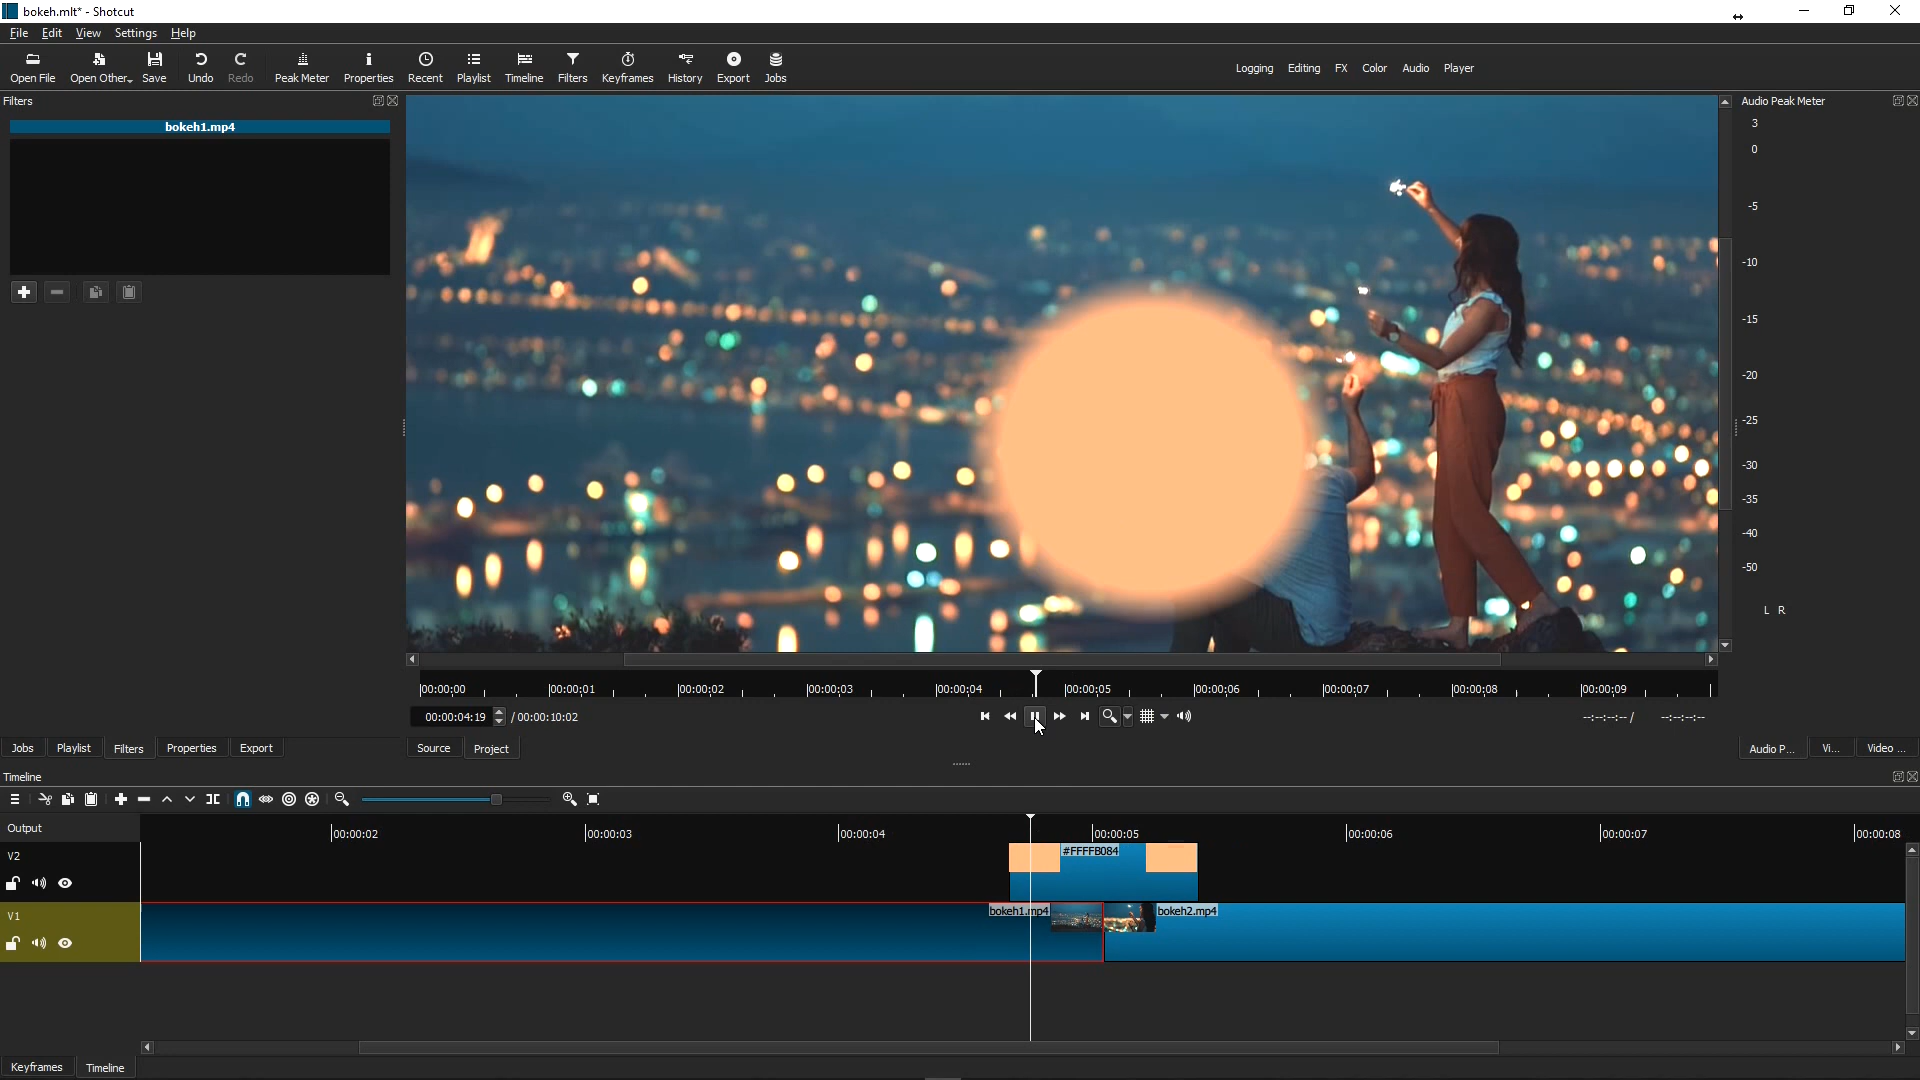 bokeh.mlt* - Shotcut
File Edit View Settings Help
Open File Open Other Save Undo Redo Peak Meter Properties Recent Playlist Timeline Filters Keyframes History Export Jobs
Logging Editing FX Color Audio Player
Filters
bokeh1.mp4
Audio Peak Meter
3
0
-5
-10
-15
-20
-25
-30
-35
-40
-50
L R
00:00:00 00:00:01 00:00:02 00:00:03 00:00:04 00:00:05 00:00:06 00:00:07 00:00:08 00:00:09
00:00:04:19 / 00:00:10:02
--:--:--:-- / --:--:--:--
Jobs Playlist Filters Properties Export
Source Project
Audio P... Vi... Video ...
Timeline
Output
00:00:02 00:00:03 00:00:04 00:00:05 00:00:06 00:00:07 00:00:08
V2
#FFFFB084
V1
bokeh1.mp4
bokeh2.mp4
Keyframes Timeline